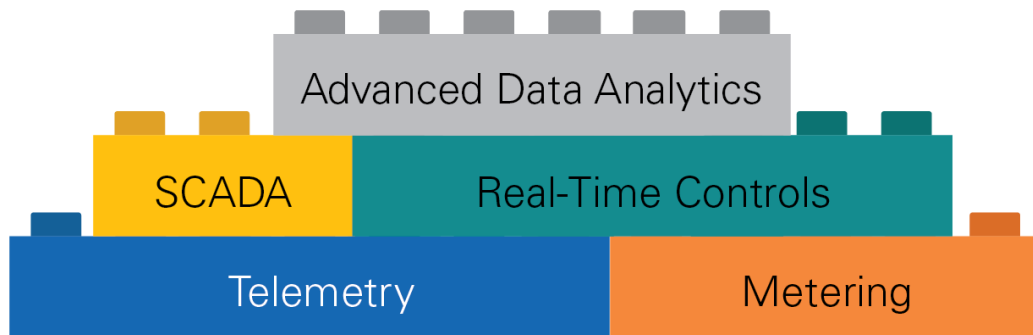 Advanced Data Analytics
SCADA
Real-Time Controls
Telemetry
Metering